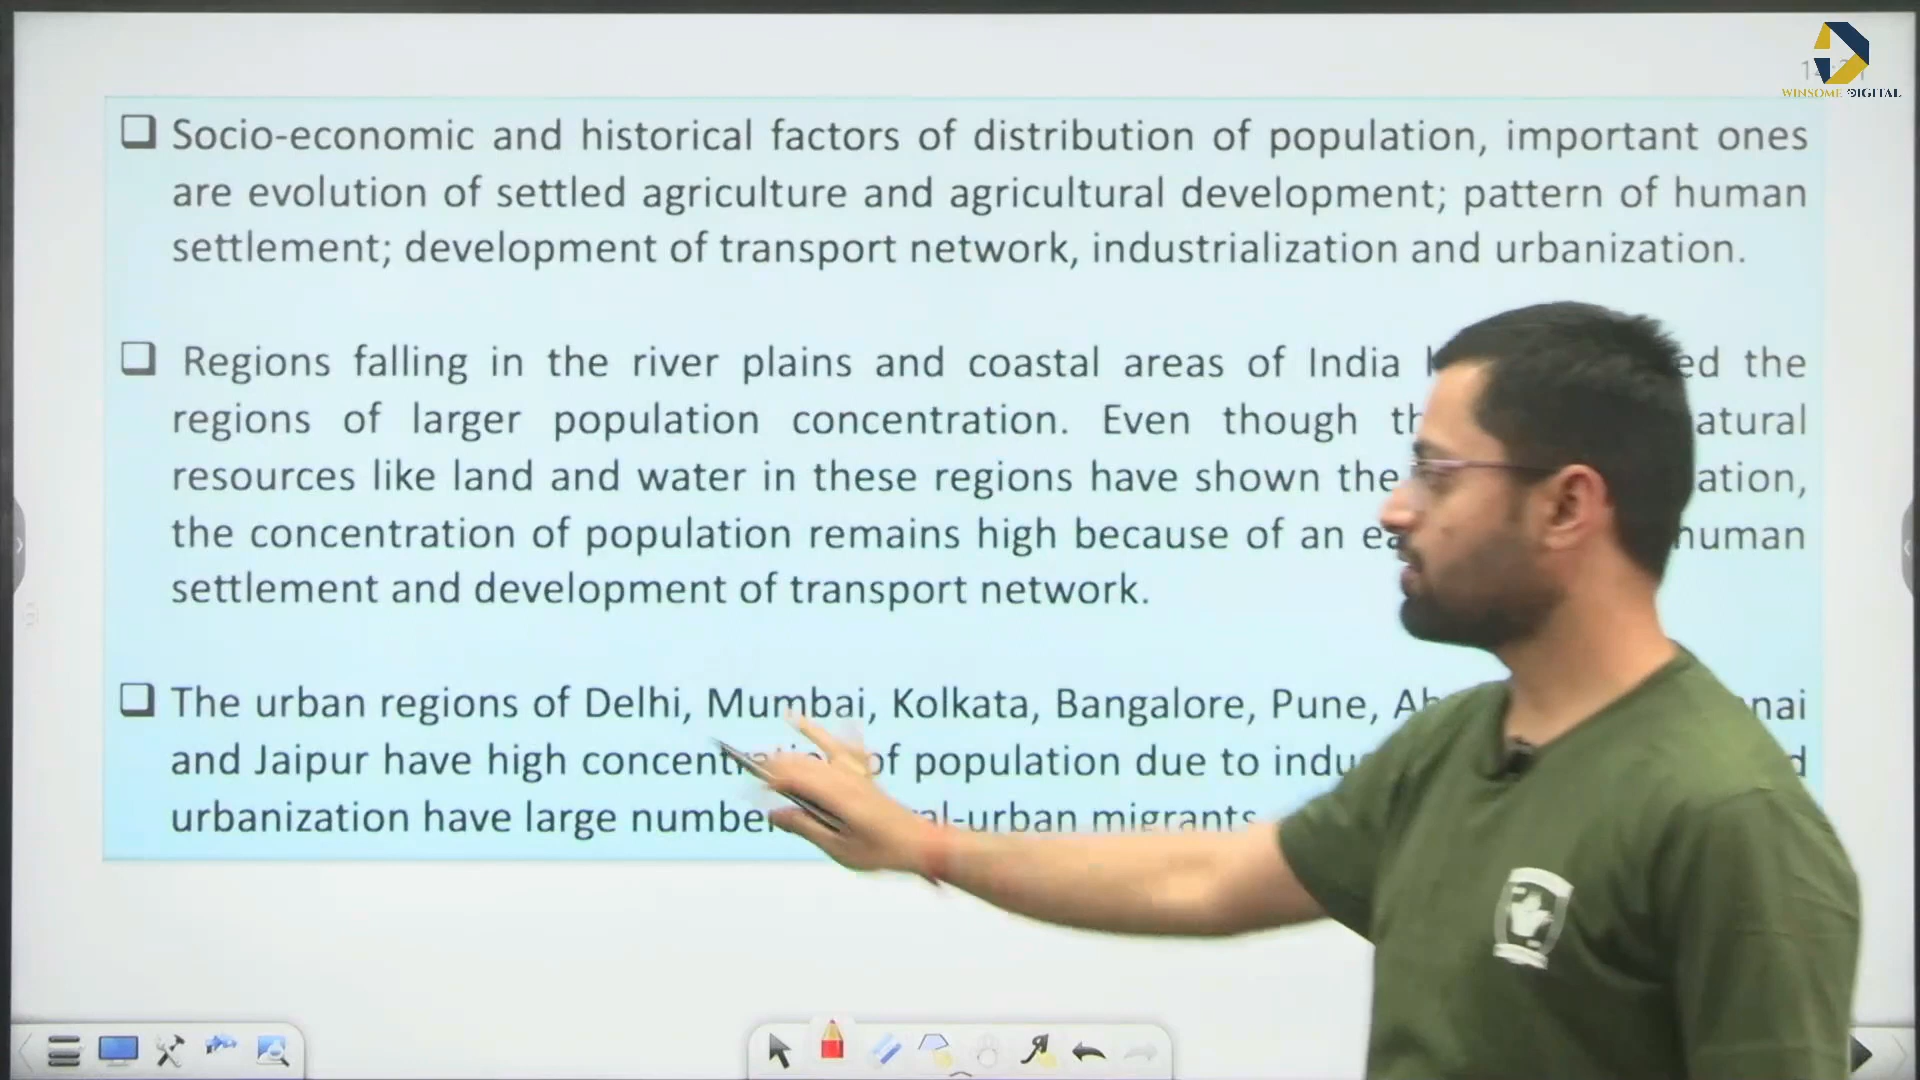 WINSOME DIGITAL
Socio-economic and historical factors of distribution of population, important ones
are evolution of settled agriculture and agricultural development; pattern of human
settlement; development of transport network, industrialization and urbanization.
Regions falling in the river plains and coastal areas of India the
regions of larger population concentration. Even though
resources like land and water in these regions have shown the
the concentration of population remains high because of an human
settlement and development of transport network.
The urban regions of Delhi, Mumbai, Kolkata, Bangalore, Pune,
and Jaipur have high of population due to
urbanization have large migrants